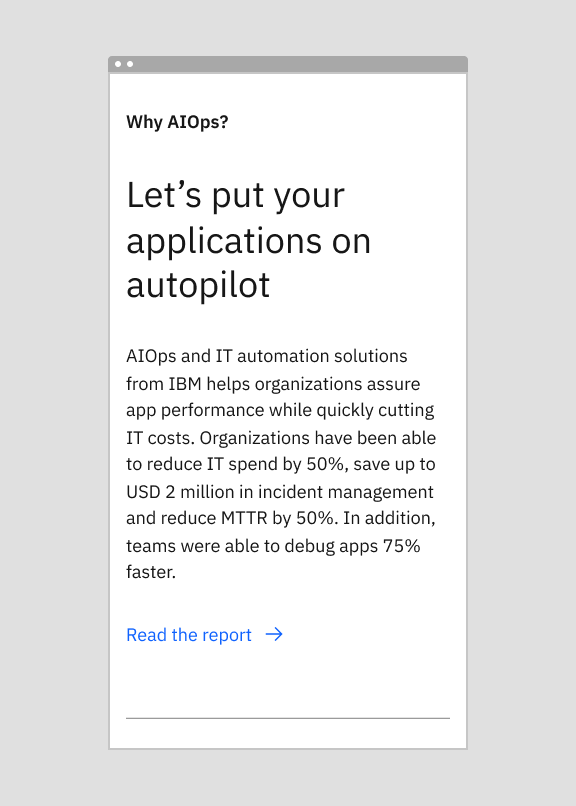 Why AIOps?
Let’s put your
applications on
autopilot
AIOps and IT automation solutions
from IBM helps organizations assure
app performance while quickly cutting
IT costs. Organizations have been able
to reduce IT spend by 50%, save up to
USD 2 million in incident management
and reduce MTTR by 50%. In addition,
teams were able to debug apps 75%
faster.
Read the report →